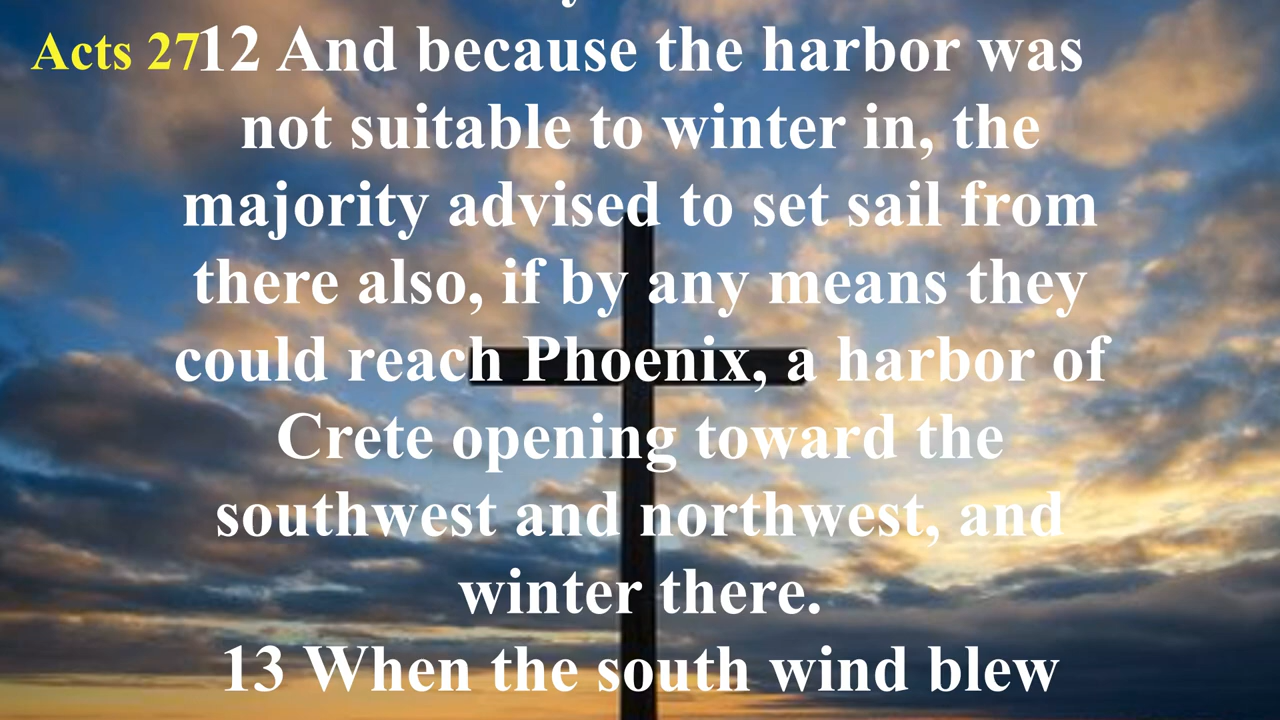 Acts 27
12 And because the harbor was
not suitable to winter in, the
majority advised to set sail from
there also, if by any means they
could reach Phoenix, a harbor of
Crete opening toward the
southwest and northwest, and
winter there.
13 When the south wind blew